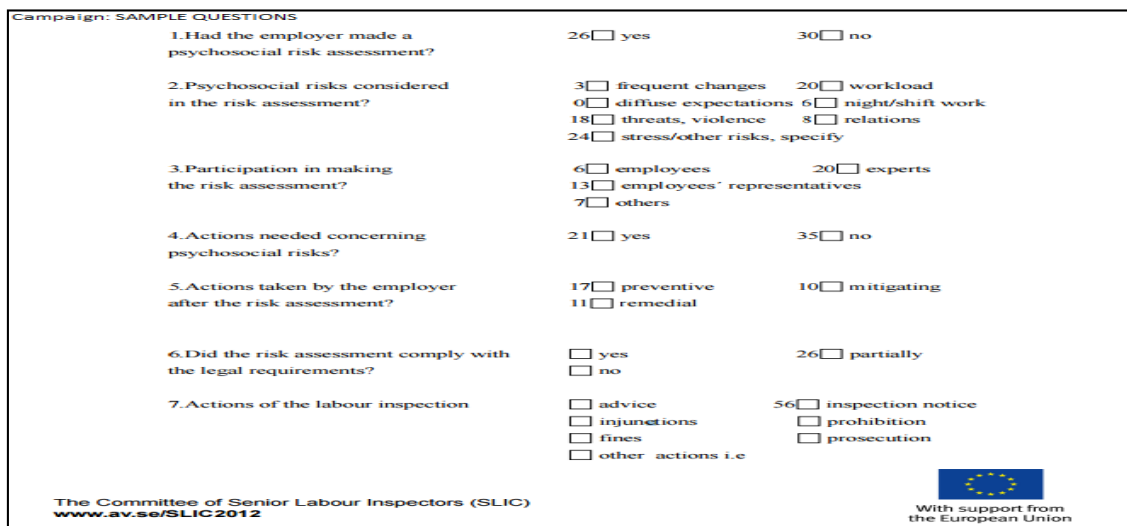 Campaign: SAMPLE QUESTIONS
1.Had the employer made a 26☐ yes 30☐ no
psychosocial risk assessment?
2.Psychosocial risks considered 3☐ frequent changes 20☐ workload
in the risk assessment? 0☐ diffuse expectations 6☐ night/shift work
18☐ threats, violence 8☐ relations
24☐ stress/other risks, specify
3.Participation in making 6☐ employees 20☐ experts
the risk assessment? 13☐ employees´ representatives
7☐ others
4.Actions needed concerning 21☐ yes 35☐ no
psychosocial risks?
5.Actions taken by the employer 17☐ preventive 10☐ mitigating
after the risk assessment? 11☐ remedial
6.Did the risk assessment comply with ☐ yes 26☐ partially
the legal requirements? ☐ no
7.Actions of the labour inspection ☐ advice 56☐ inspection notice
☐ injunctions ☐ prohibition
☐ fines ☐ prosecution
☐ other actions i.e
The Committee of Senior Labour Inspectors (SLIC)
www.av.se/SLIC2012
With support from
the European Union